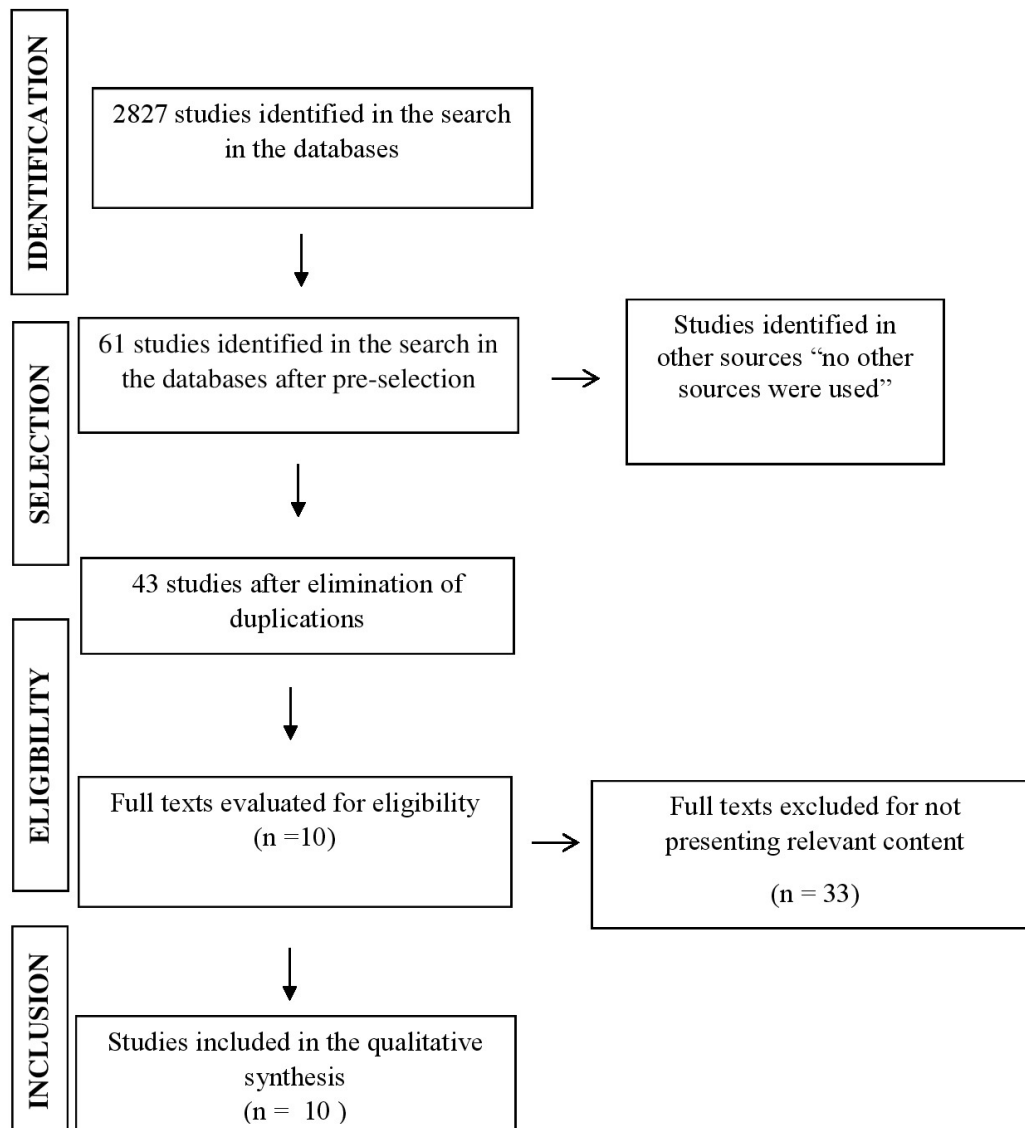 IDENTIFICATION
2827 studies identified in the search
in the databases
SELECTION
61 studies identified in the search in
the databases after pre-selection
Studies identified in
other sources “no other
sources were used”
43 studies after elimination of
duplications
ELIGIBILITY
Full texts evaluated for eligibility
(n =10)
Full texts excluded for not
presenting relevant content
(n = 33)
INCLUSION
Studies included in the qualitative
synthesis
(n = 10 )